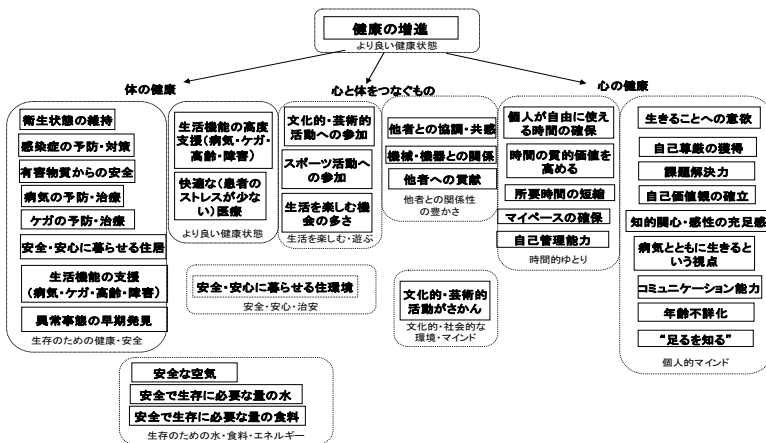 健康の増進
より良い健康状態
体の健康
心と体をつなぐもの
心の健康
衛生状態の維持
感染症の予防・対策
有害物質からの安全
病気の予防・治療
ケガの予防・治療
安全・安心に暮らせる住居
生活機能の支援
(病気・ケガ・高齢・障害)
異常事態の早期発見
生存のための健康・安全
生活機能の高度
支援(病気・ケガ・
高齢・障害)
快適な(患者の
ストレスが少な
い)医療
より良い健康状態
文化的・芸術的
活動への参加
スポーツ活動へ
の参加
生活を楽しむ機
会の多さ
生活を楽しむ・遊ぶ
他者との協調・共感
機械・機器との関係
他者への貢献
他者との関係性
の豊かさ
個人が自由に使え
る時間の確保
時間の質的価値を
高める
所要時間の短縮
マイペースの確保
自己管理能力
時間的ゆとり
生きることへの意欲
自己尊厳の獲得
課題解決力
自己価値観の確立
知的関心・感性の充足感
病気とともに生きると
いう視点
コミュニケーション能力
年齢不詳化
“足るを知る”
個人的マインド
安全・安心に暮らせる住環境
安全・安心・治安
文化的・芸術的
活動がさかん
文化的・社会的な
環境・マインド
安全な空気
安全で生存に必要な量の水
安全で生存に必要な量の食料
生存のための水・食料・エネルギー